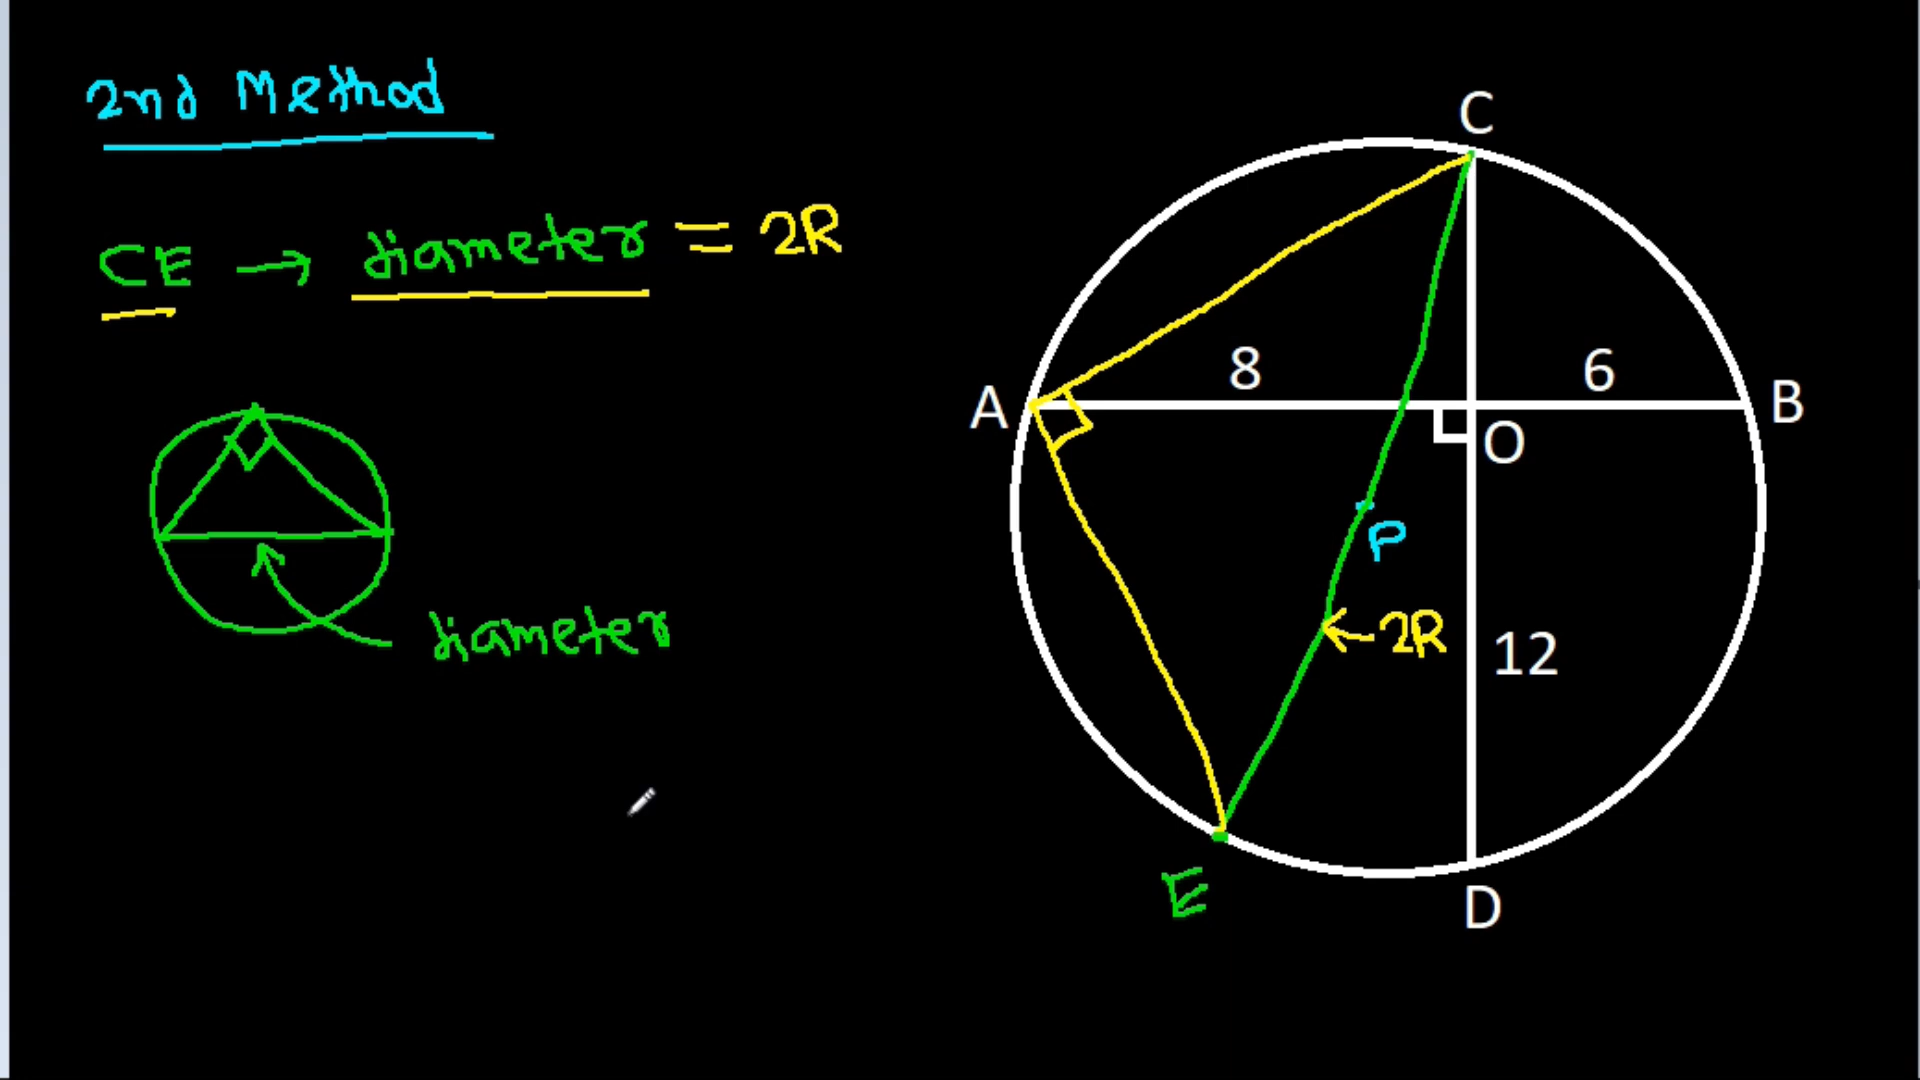 2nd Method
CE → diameter = 2R
diameter
C
8
6
A
B
O
P
←2R
12
E
D